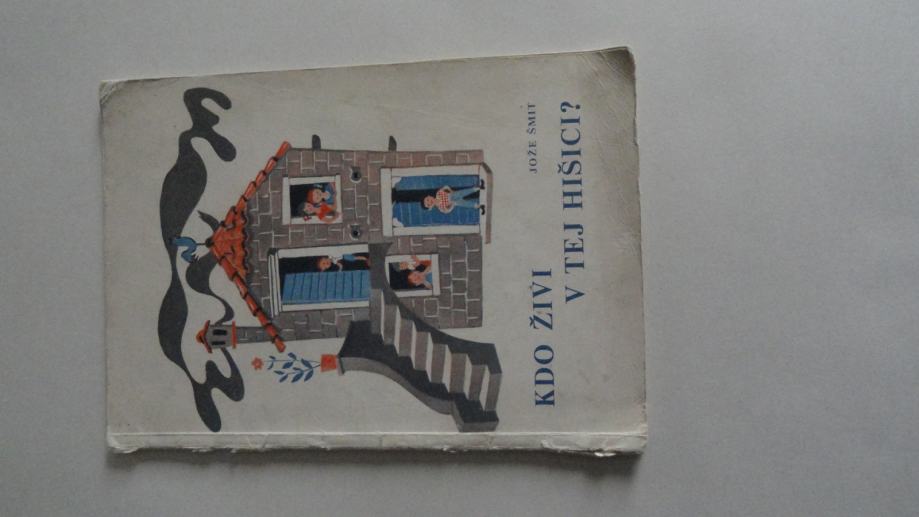 JOŽE ŠMIT
KDO ŽIVI
V TEJ HIŠICI?